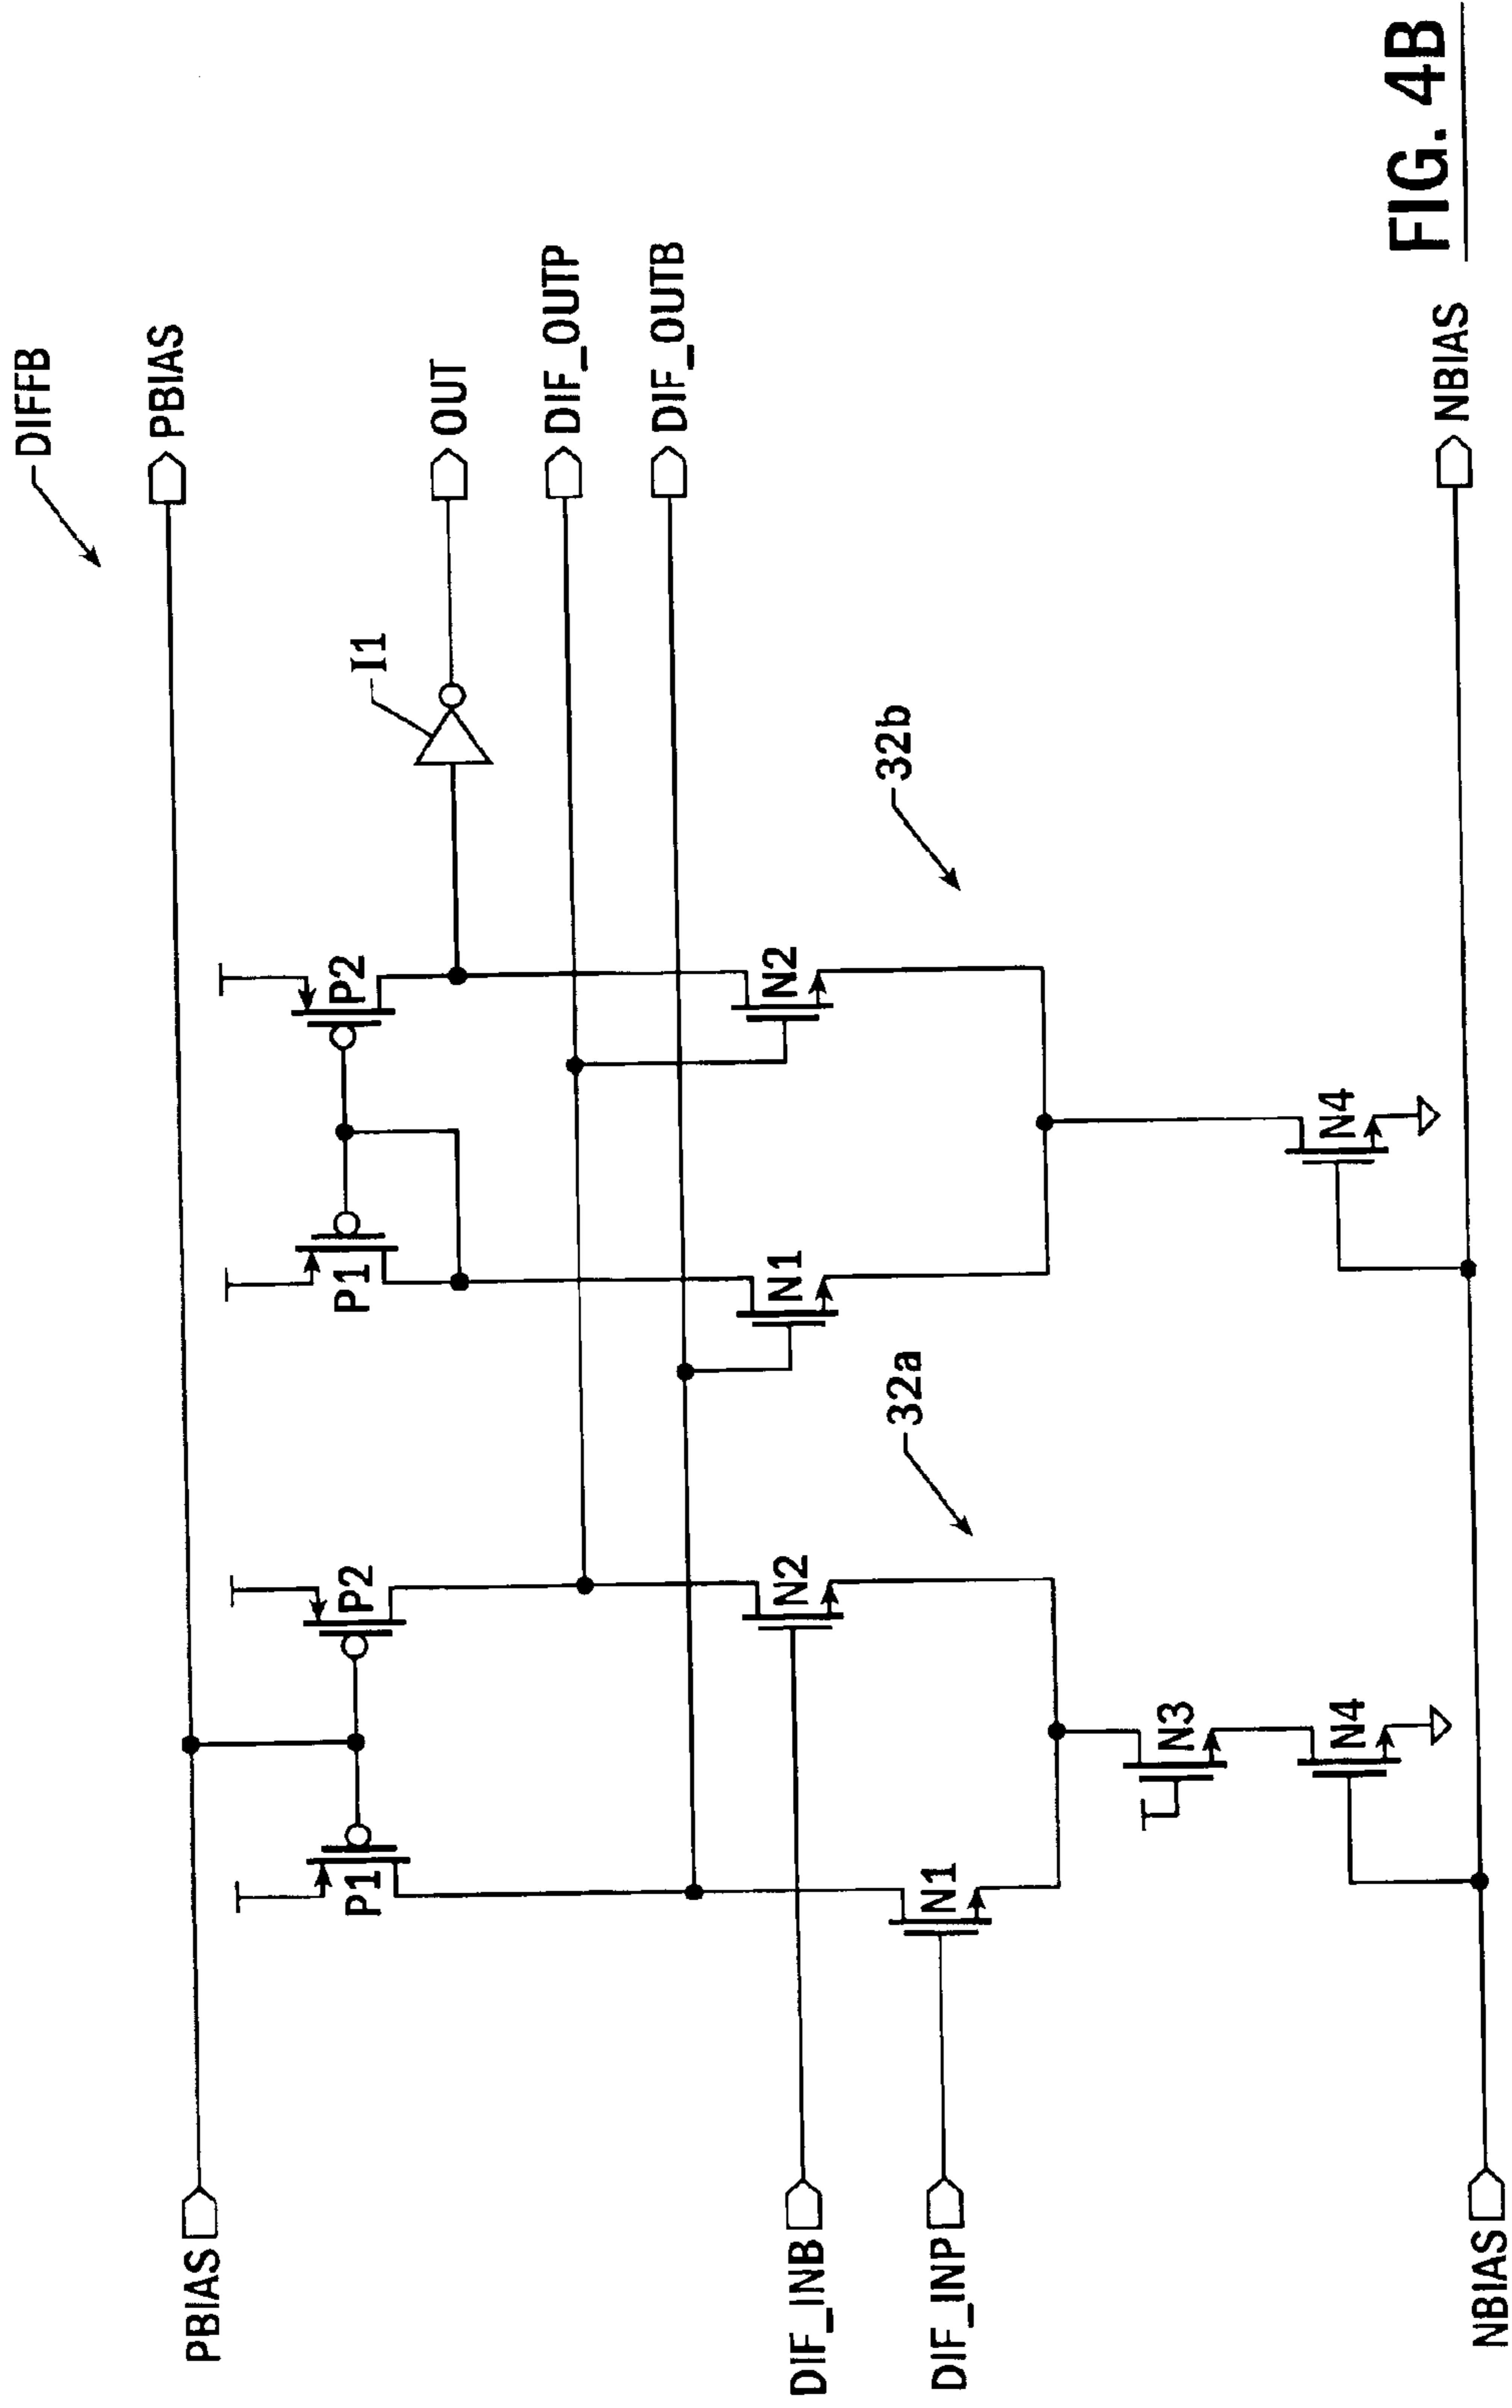 DIFFB
PBIAS
PBIAS
P1
P2
P1
P2
I1
OUT
DIF_OUTP
DIF_OUTB
DIF_INB
N2
N1
N2
DIF_INP
N1
32a
32b
N3
N4
N4
NBIAS
NBIAS
FIG. 4B